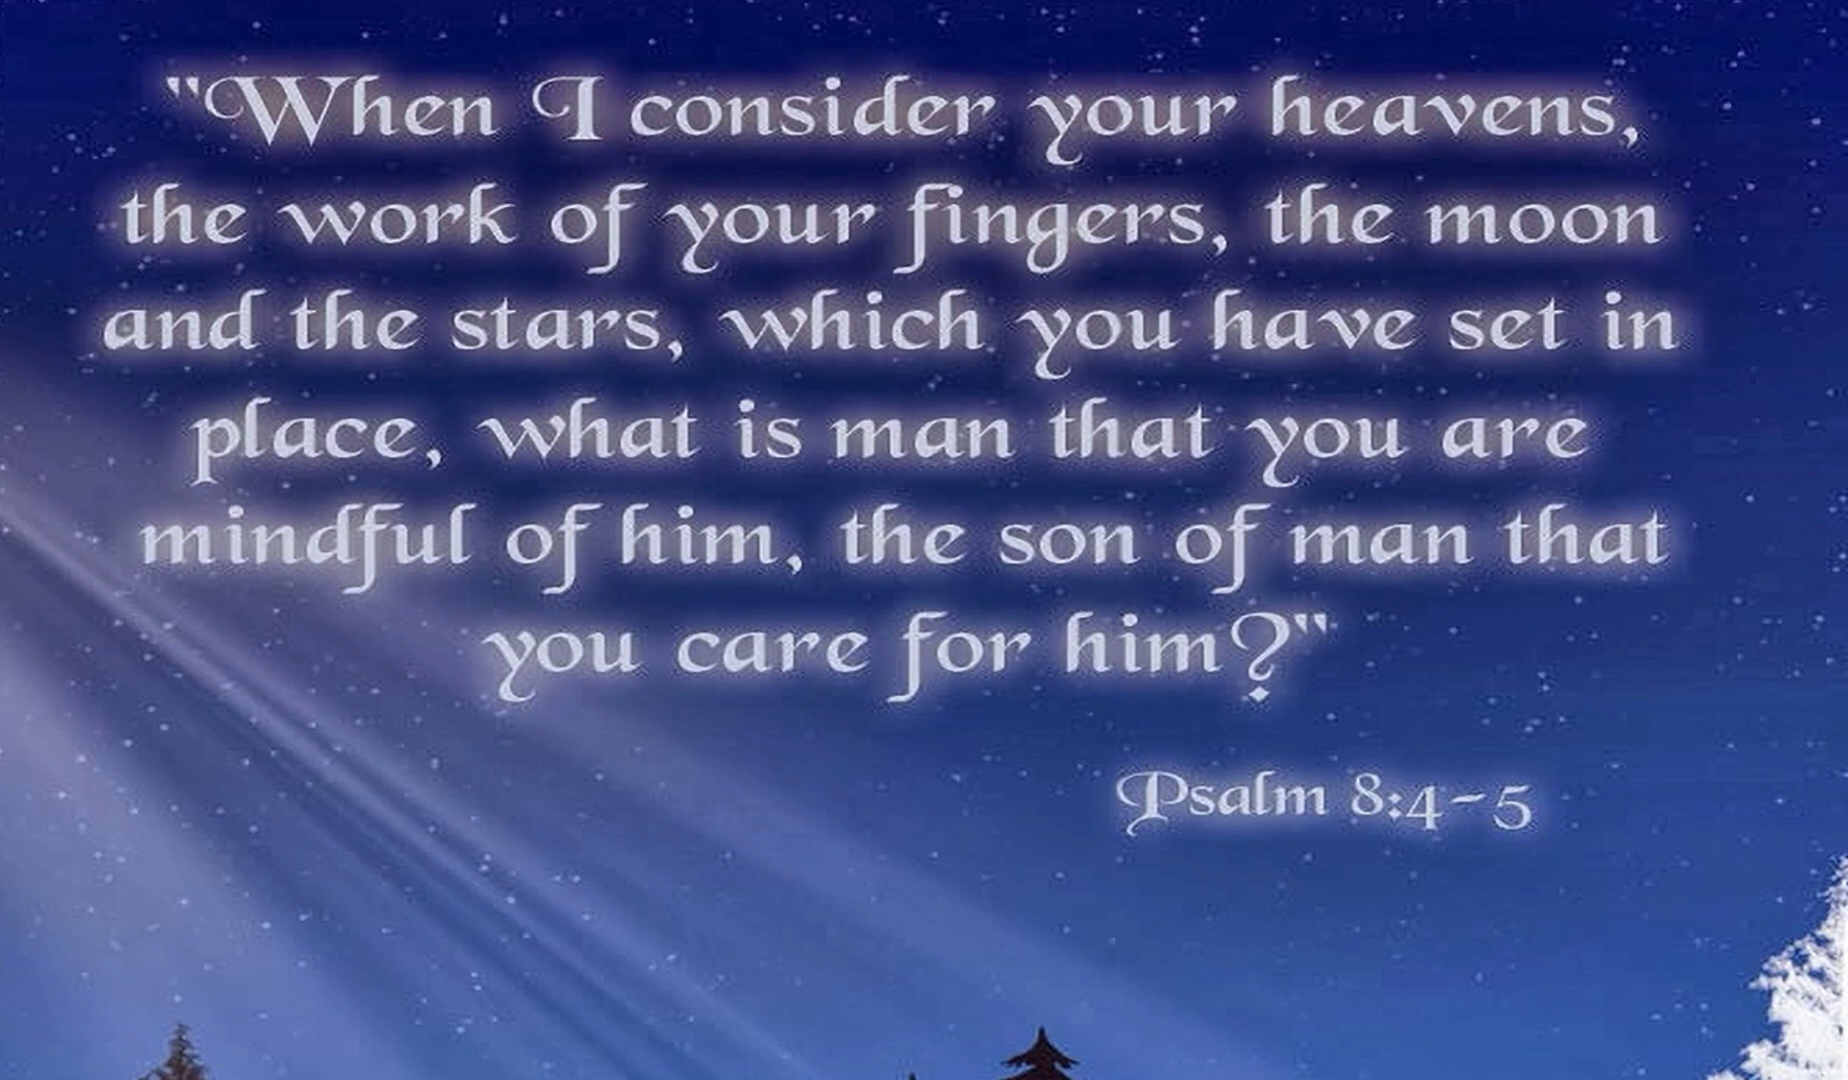 "When I consider your heavens,
the work of your fingers, the moon
and the stars, which you have set in
place, what is man that you are
mindful of him, the son of man that
you care for him?"
Psalm 8:4-5